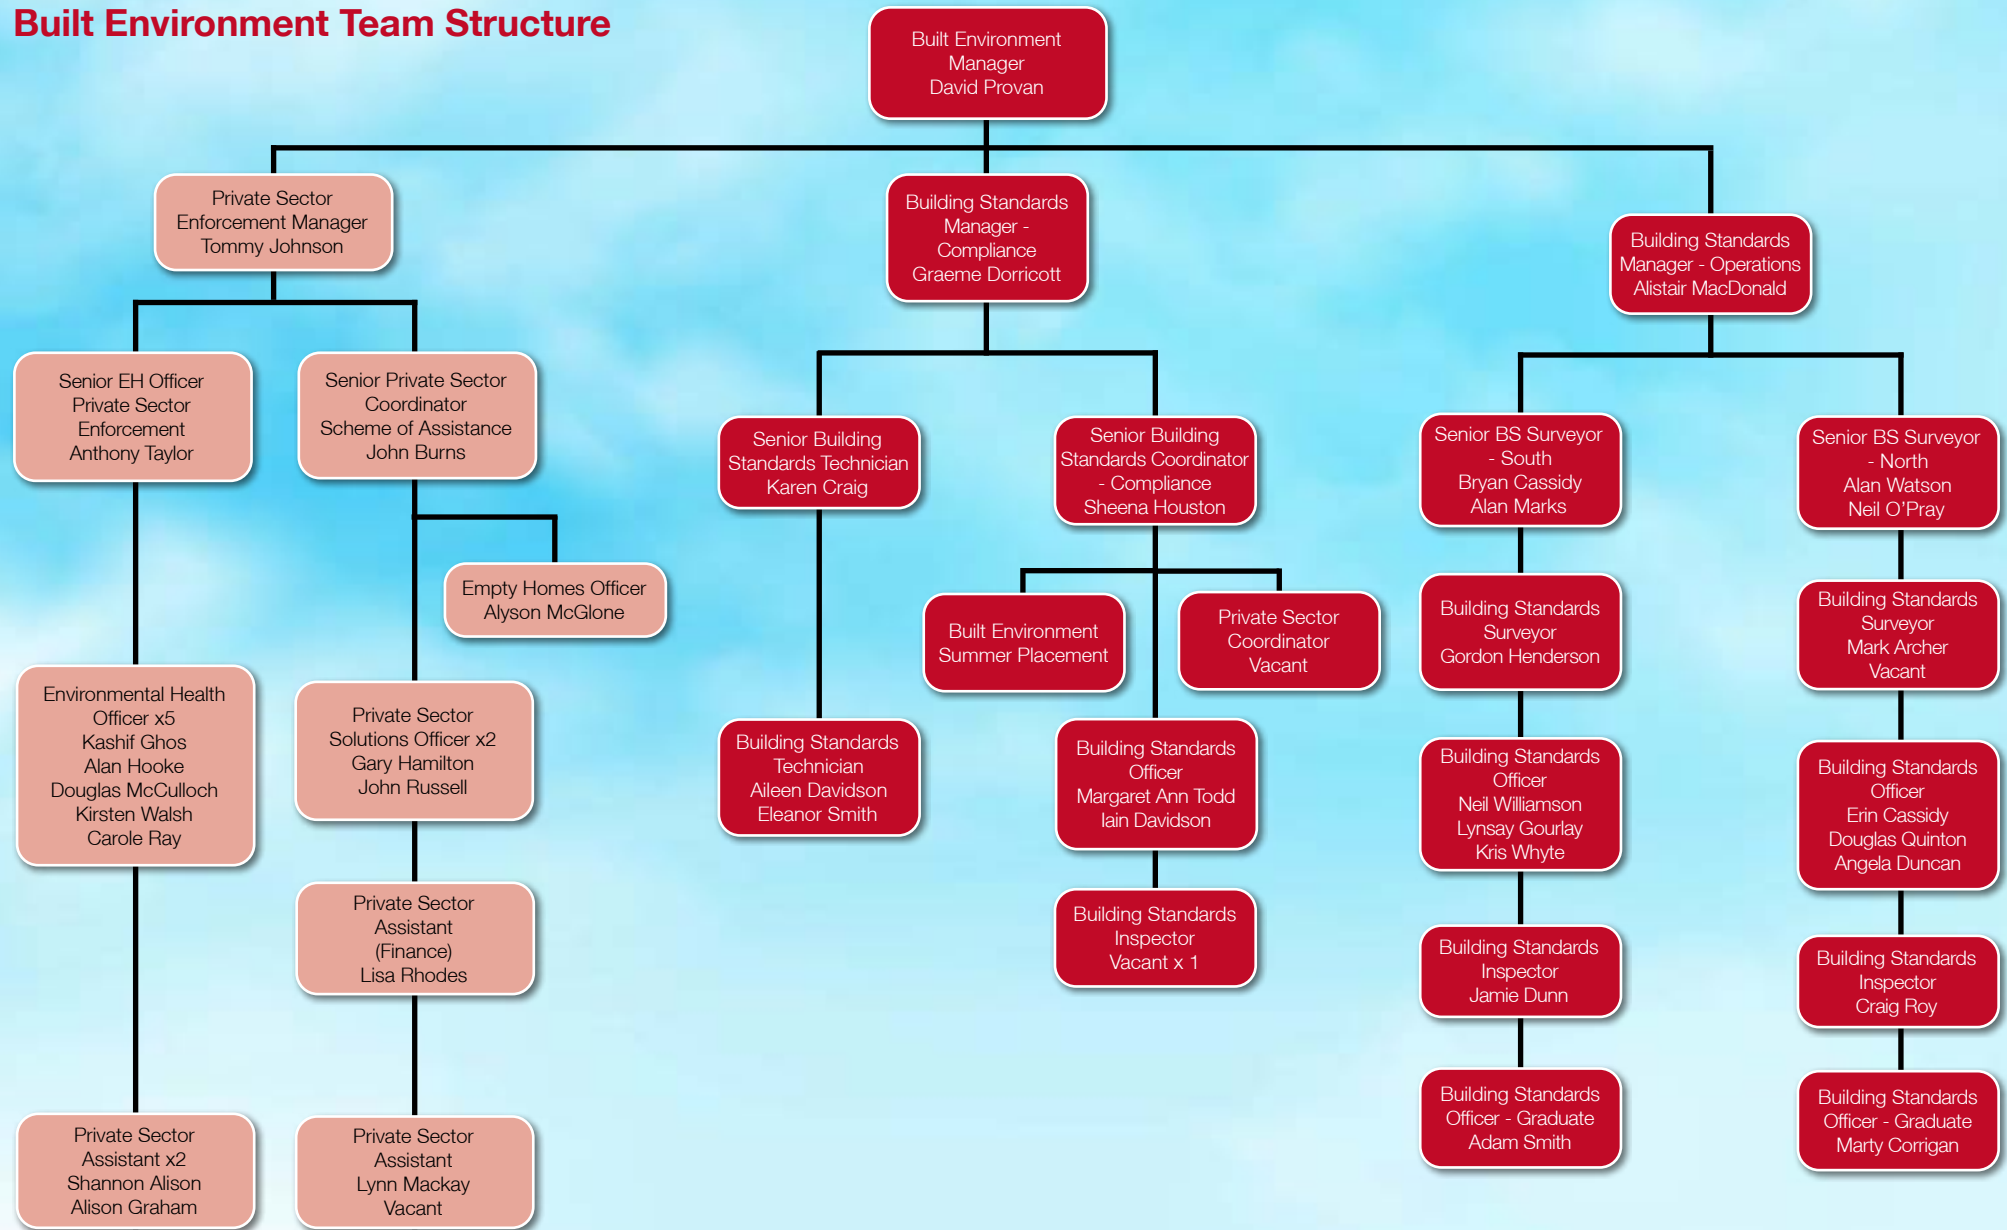 Built Environment Team Structure
Built Environment
Manager
David Provan
Private Sector
Enforcement Manager
Tommy Johnson
Building Standards
Manager -
Compliance
Graeme Dorricott
Building Standards
Manager - Operations
Alistair MacDonald
Senior EH Officer
Private Sector
Enforcement
Anthony Taylor
Senior Private Sector
Coordinator
Scheme of Assistance
John Burns
Empty Homes Officer
Alyson McGlone
Environmental Health
Officer x5
Kashif Ghos
Alan Hooke
Douglas McCulloch
Kirsten Walsh
Carole Ray
Private Sector
Solutions Officer x2
Gary Hamilton
John Russell
Private Sector
Assistant
(Finance)
Lisa Rhodes
Private Sector
Assistant x2
Shannon Alison
Alison Graham
Private Sector
Assistant
Lynn Mackay
Vacant
Senior Building
Standards Technician
Karen Craig
Senior Building
Standards Coordinator
- Compliance
Sheena Houston
Built Environment
Summer Placement
Private Sector
Coordinator
Vacant
Building Standards
Technician
Aileen Davidson
Eleanor Smith
Building Standards
Officer
Margaret Ann Todd
Iain Davidson
Building Standards
Inspector
Vacant x 1
Senior BS Surveyor
- South
Bryan Cassidy
Alan Marks
Building Standards
Surveyor
Gordon Henderson
Building Standards
Officer
Neil Williamson
Lynsay Gourlay
Kris Whyte
Building Standards
Inspector
Jamie Dunn
Building Standards
Officer - Graduate
Adam Smith
Senior BS Surveyor
- North
Alan Watson
Neil O'Pray
Building Standards
Surveyor
Mark Archer
Vacant
Building Standards
Officer
Erin Cassidy
Douglas Quinton
Angela Duncan
Building Standards
Inspector
Craig Roy
Building Standards
Officer - Graduate
Marty Corrigan